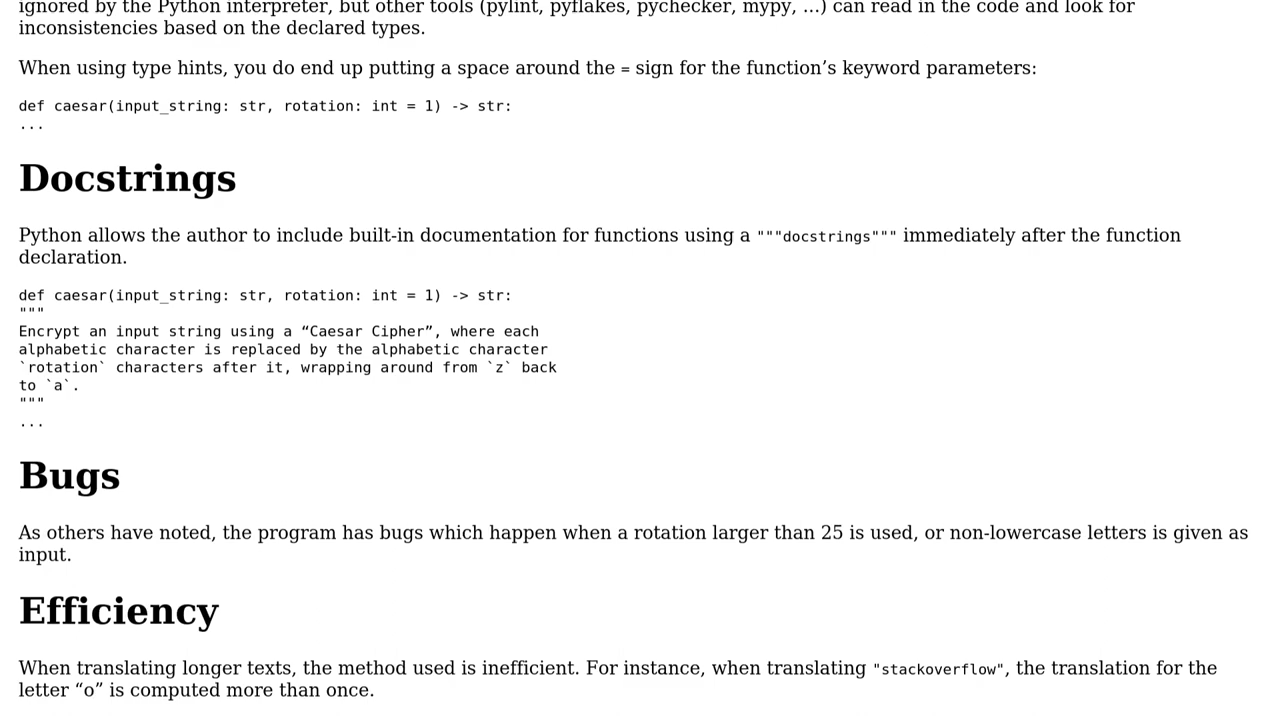 ignored by the Python interpreter, but other tools (pylint, pyflakes, pychecker, mypy, ...) can read in the code and look for
inconsistencies based on the declared types.
When using type hints, you do end up putting a space around the = sign for the function’s keyword parameters:
def caesar(input_string: str, rotation: int = 1) -> str:
...
Docstrings
Python allows the author to include built-in documentation for functions using a """docstrings""" immediately after the function
declaration.
def caesar(input_string: str, rotation: int = 1) -> str:
"""
Encrypt an input string using a “Caesar Cipher”, where each
alphabetic character is replaced by the alphabetic character
`rotation` characters after it, wrapping around from `z` back
to `a`.
"""
...
Bugs
As others have noted, the program has bugs which happen when a rotation larger than 25 is used, or non-lowercase letters is given as
input.
Efficiency
When translating longer texts, the method used is inefficient. For instance, when translating "stackoverflow", the translation for the
letter “o” is computed more than once.